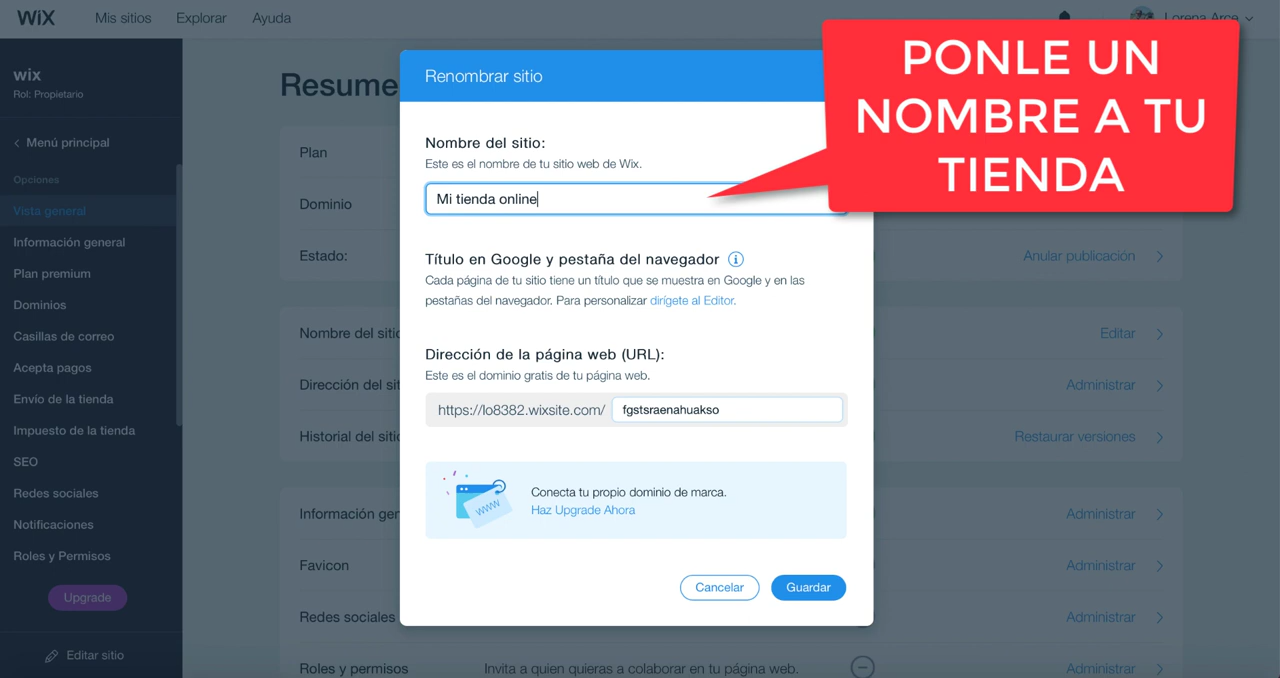 WiX Mis sitios Explorar Ayuda Lorena Arce
PONLE UN
NOMBRE A TU
TIENDA
wix
Rol: Propietario
Menú principal
Opciones
Vista general
Información general
Plan premium
Dominios
Casillas de correo
Acepta pagos
Envío de la tienda
Impuesto de la tienda
SEO
Redes sociales
Notificaciones
Roles y Permisos
Upgrade
Editar sitio
Resume
Plan
Dominio
Estado: Anular publicación
Nombre del sitio Editar
Dirección del sit Administrar
Historial del sitio Restaurar versiones
Información gen Administrar
Favicon Administrar
Redes sociales Administrar
Roles y permisos Invita a quien quieras a colaborar en tu página web. Administrar
Renombrar sitio
Nombre del sitio:
Este es el nombre de tu sitio web de Wix.
Mi tienda online
Título en Google y pestaña del navegador
Cada página de tu sitio tiene un título que se muestra en Google y en las
pestañas del navegador. Para personalizar dirígete al Editor.
Dirección de la página web (URL):
Este es el dominio gratis de tu página web.
https://lo8382.wixsite.com/ fgstsraenahuakso
www
Conecta tu propio dominio de marca.
Haz Upgrade Ahora
Cancelar Guardar